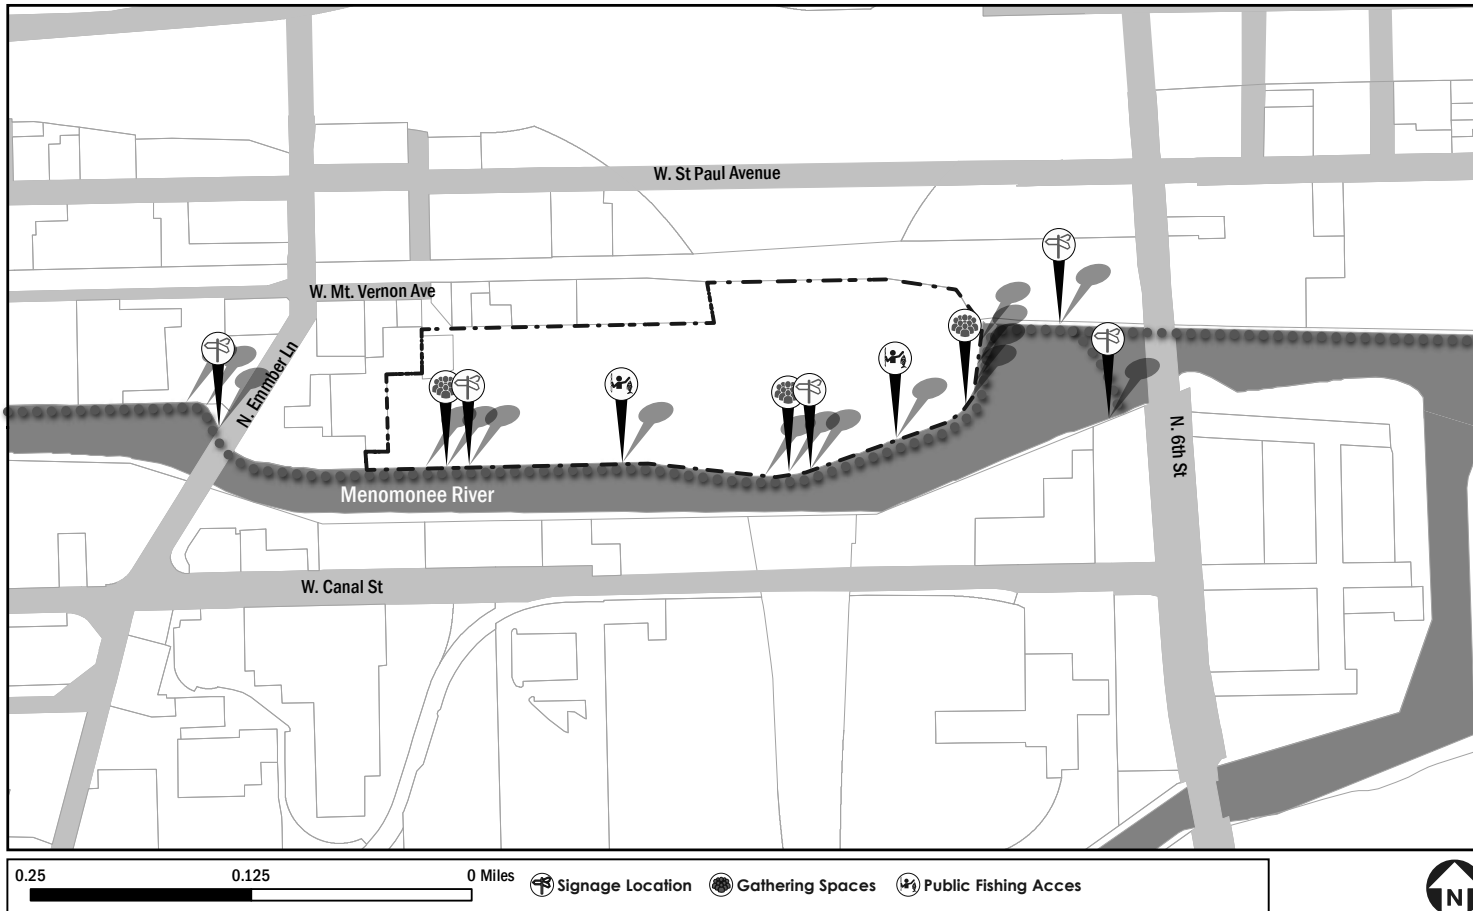 W. St Paul Avenue
W. Mt. Vernon Ave
N. Emmber Ln
N. 6th St
Menomonee River
W. Canal St
0.25 0.125 0 Miles
Signage Location Gathering Spaces Public Fishing Acces
N